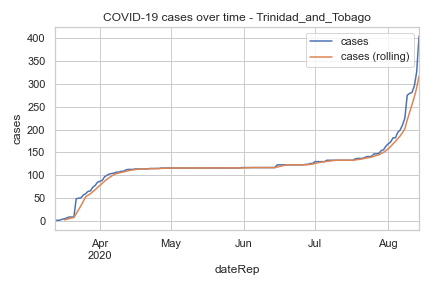 COVID-19 cases over time - Trinidad_and_Tobago
cases
cases (rolling)
400
350
300
250
200
150
100
50
0
cases
Apr
2020
May
Jun
Jul
Aug
dateRep